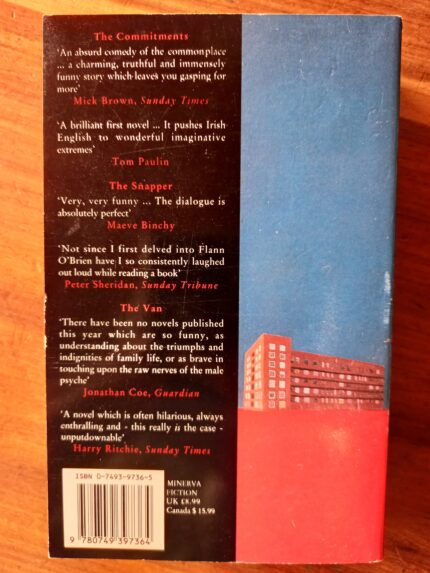 The Commitments
'An absurd comedy of the commonplace
... a charming, truthful and immensely
funny story which leaves you gasping for
more'
Mick Brown, Sunday Times
'A brilliant first novel ... It pushes Irish
English to wonderful imaginative
extremes'
Tom Paulin
The Snapper
'Very, very funny ... The dialogue is
absolutely perfect'
Maeve Binchy
'Not since I first delved into Flann
O'Brien have I so consistently laughed
out loud while reading a book'
Peter Sheridan, Sunday Tribune
The Van
'There have been no novels published
this year which are so funny, as
understanding about the triumphs and
indignities of family life, or as brave in
touching upon the raw nerves of the male
psyche'
Jonathan Coe, Guardian
'A novel which is often hilarious, always
enthralling and - this really is the case -
unputdownable'
Harry Ritchie, Sunday Times
ISBN 0-7493-9736-5
9 780749 397364
MINERVA
FICTION
UK £8.99
Canada $ 15.99